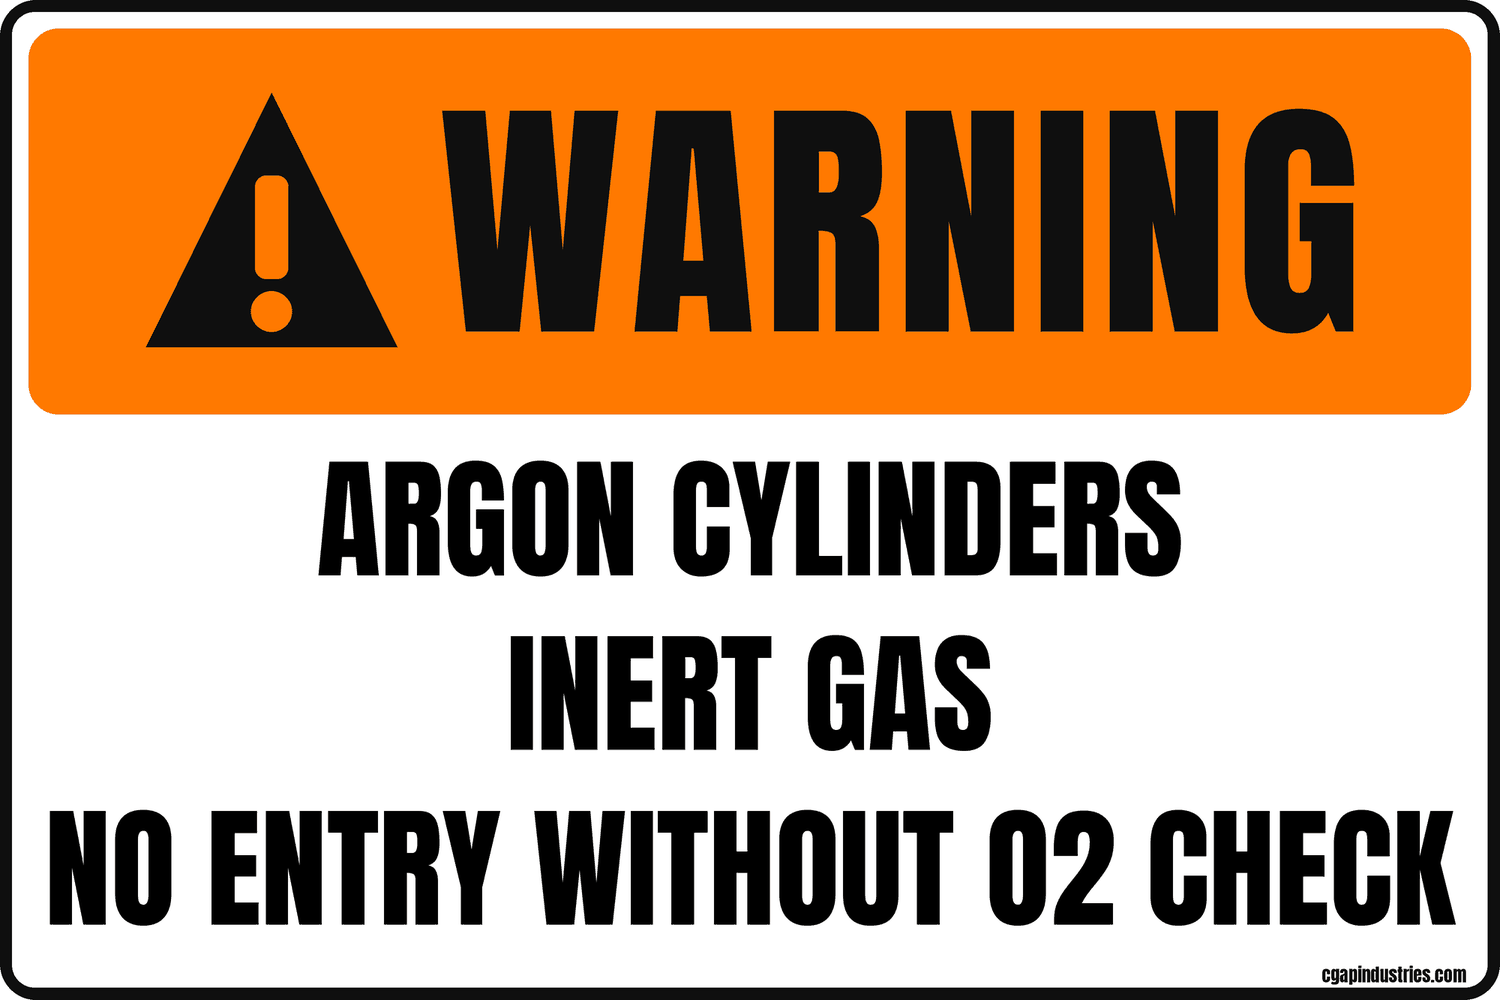 WARNING
ARGON CYLINDERS
INERT GAS
NO ENTRY WITHOUT O2 CHECK
cgapindustries.com